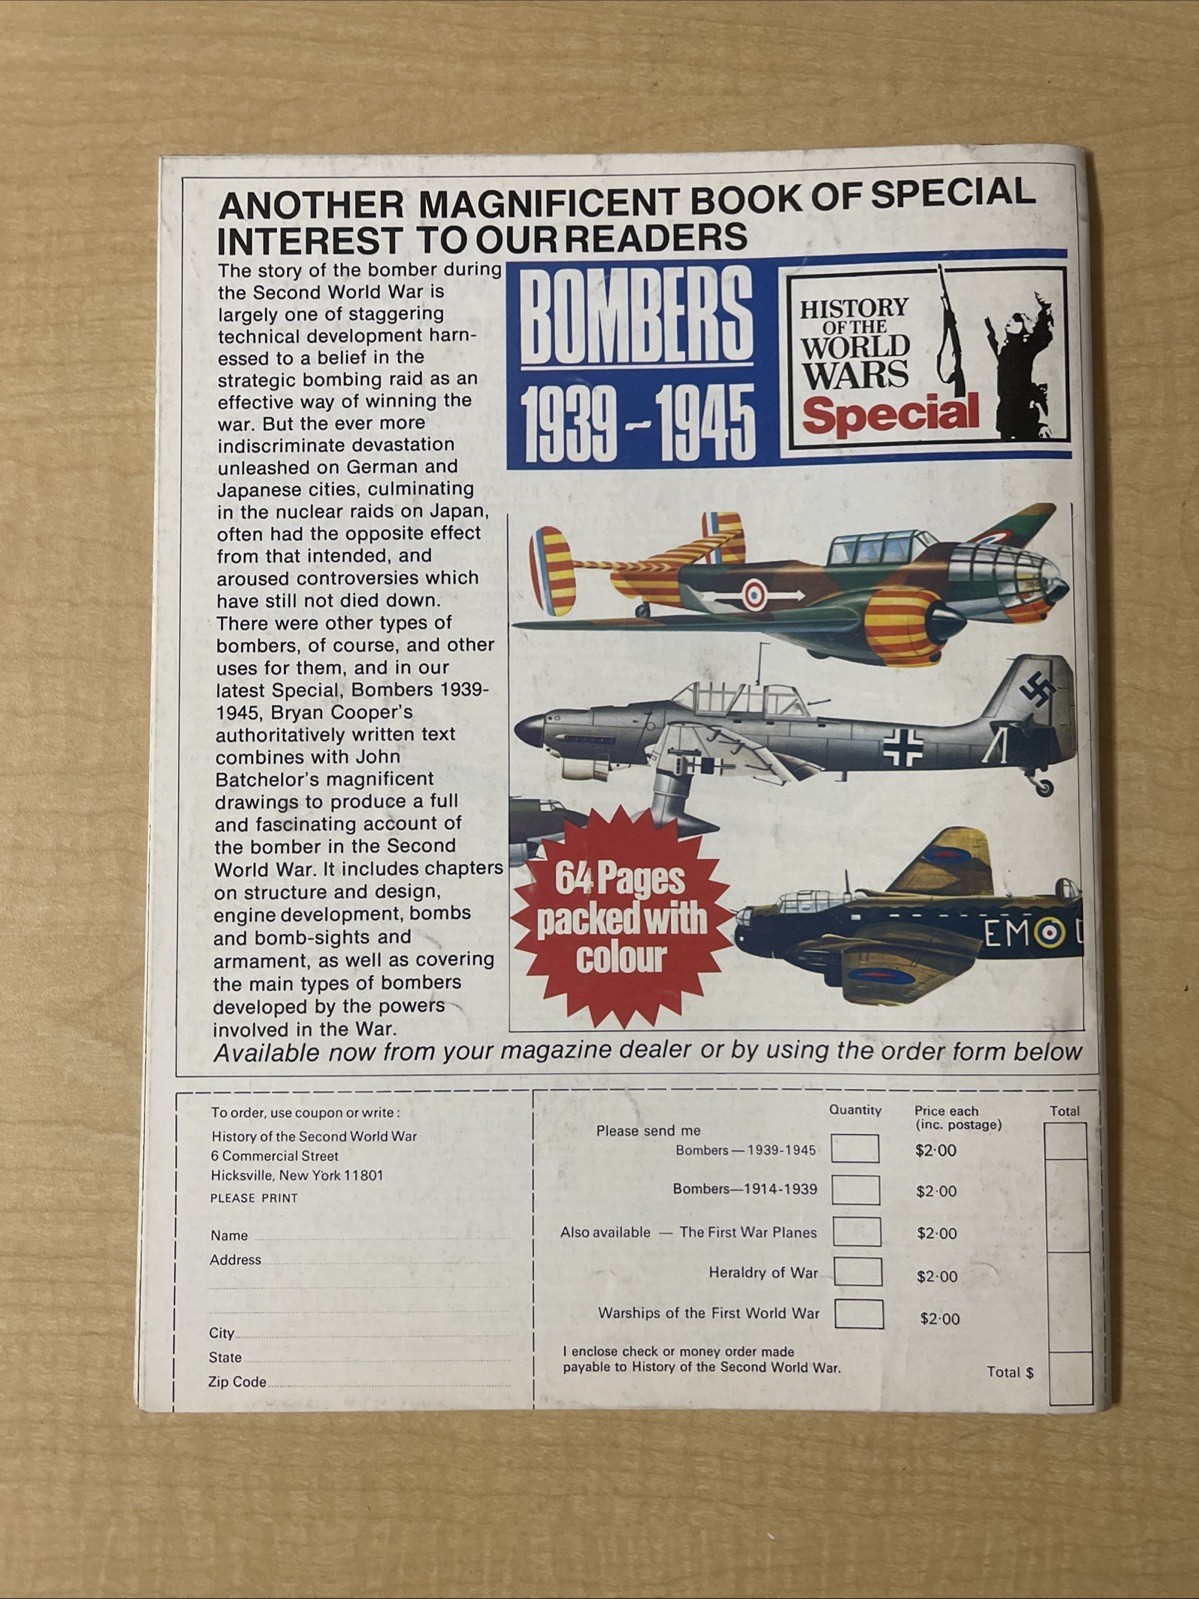 ANOTHER MAGNIFICENT BOOK OF SPECIAL
INTEREST TO OUR READERS
The story of the bomber during
the Second World War is
largely one of staggering
technical development harn-
essed to a belief in the
strategic bombing raid as an
effective way of winning the
war. But the ever more
indiscriminate devastation
unleashed on German and
Japanese cities, culminating
in the nuclear raids on Japan,
often had the opposite effect
from that intended, and
aroused controversies which
have still not died down.
There were other types of
bombers, of course, and other
uses for them, and in our
latest Special, Bombers 1939-
1945, Bryan Cooper's
authoritatively written text
combines with John
Batchelor's magnificent
drawings to produce a full
and fascinating account of
the bomber in the Second
World War. It includes chapters
on structure and design,
engine development, bombs
and bomb-sights and
armament, as well as covering
the main types of bombers
developed by the powers
involved in the War.
BOMBERS
1939-1945
HISTORY
OF THE
WORLD
WARS
Special
64 Pages
packed with
colour
EM
Available now from your magazine dealer or by using the order form below
To order, use coupon or write:
History of the Second World War
6 Commercial Street
Hicksville, New York 11801
PLEASE PRINT
Name
Address
City
State
Zip Code
Quantity
Price each
(inc. postage)
Total
Please send me
Bombers — 1939-1945 $2·00
Bombers—1914-1939 $2·00
Also available — The First War Planes $2·00
Heraldry of War $2·00
Warships of the First World War $2·00
I enclose check or money order made
payable to History of the Second World War.
Total $